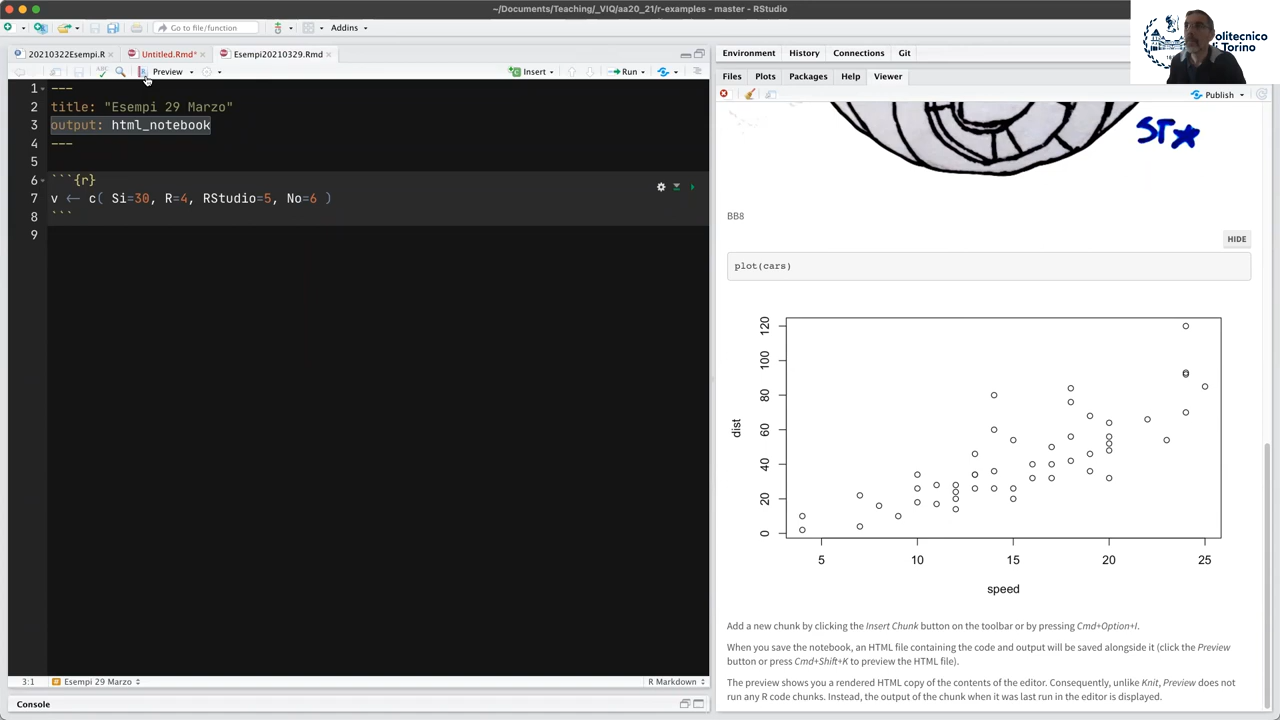 ~/Documents/Teaching/_VIQ/aa20_21/r-examples - master - RStudio
Go to file/function
Addins
20210322Esempi.R
Untitled.Rmd*
Esempi20210329.Rmd
Preview
Insert
Run
1 ---
2 title: "Esempi 29 Marzo"
3 output: html_notebook
4 ---
5
6 ```{r}
7 v <- c( Si=30, R=4, RStudio=5, No=6 )
8 ```
9
3:1
Esempi 29 Marzo
R Markdown
Console
Environment History Connections Git
Files Plots Packages Help Viewer
Publish
Politecnico
di Torino
ST★
BB8
HIDE
plot(cars)
120
100
80
60
40
20
0
dist
5 10 15 20 25
speed
Add a new chunk by clicking the Insert Chunk button on the toolbar or by pressing Cmd+Option+I.
When you save the notebook, an HTML file containing the code and output will be saved alongside it (click the Preview
button or press Cmd+Shift+K to preview the HTML file).
The preview shows you a rendered HTML copy of the contents of the editor. Consequently, unlike Knit, Preview does not
run any R code chunks. Instead, the output of the chunk when it was last run in the editor is displayed.